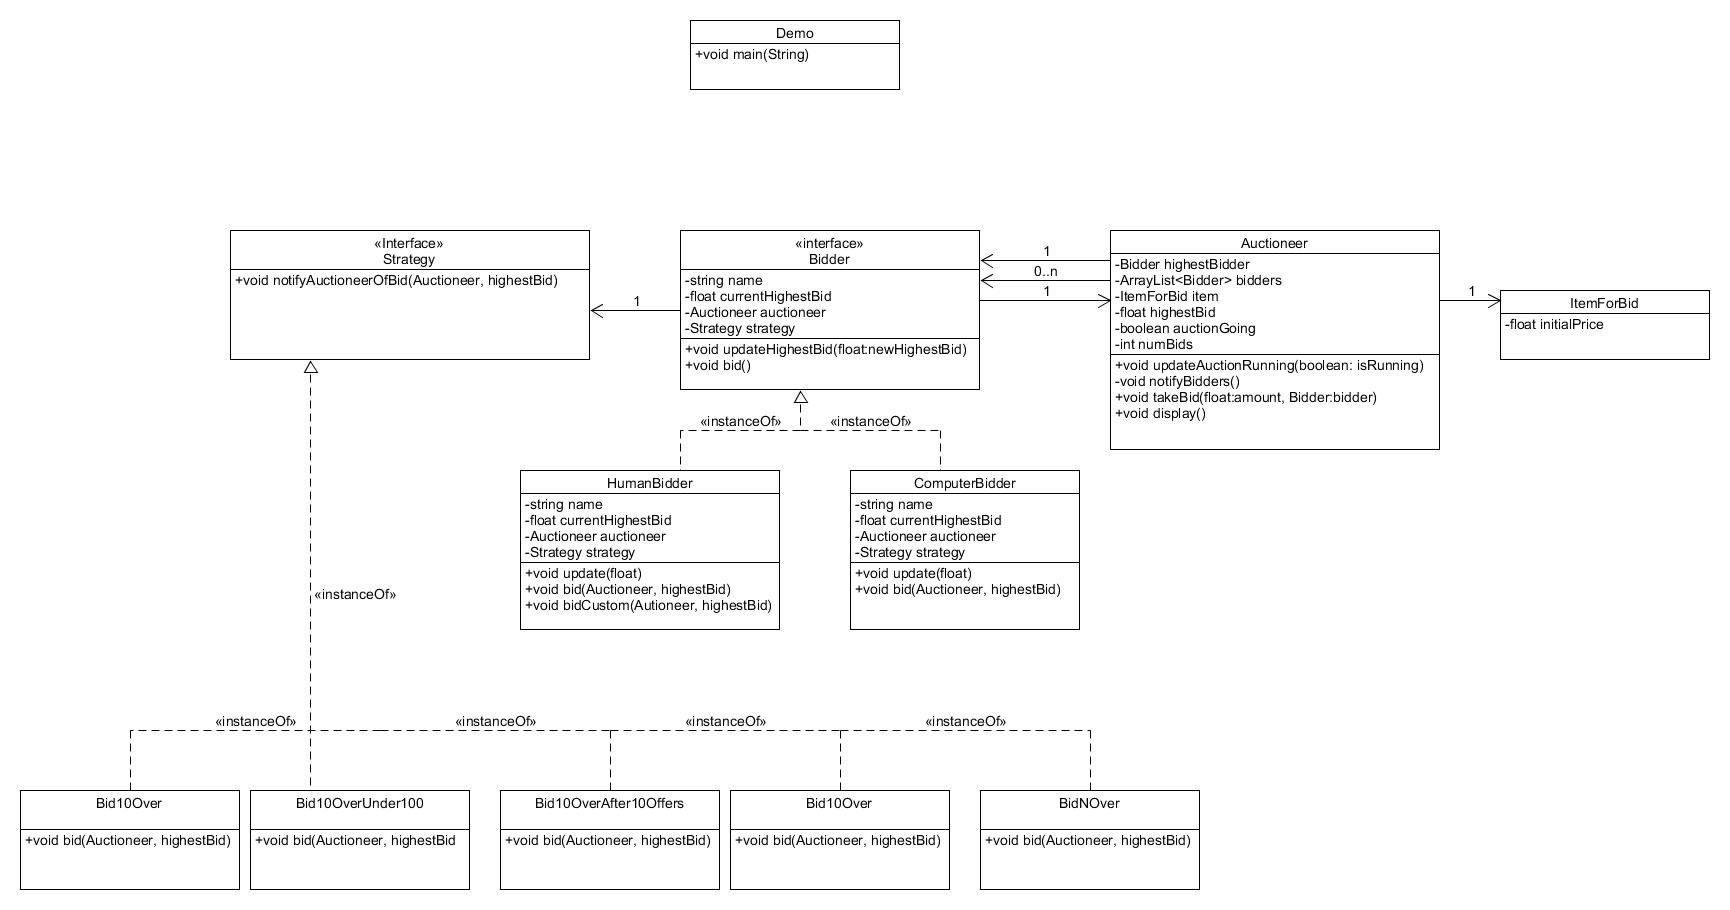 Demo
+void main(String)
«Interface»
Strategy
+void notifyAuctioneerOfBid(Auctioneer, highestBid)
1
«interface»
Bidder
-string name
-float currentHighestBid
-Auctioneer auctioneer
-Strategy strategy
+void updateHighestBid(float:newHighestBid)
+void bid()
1
0..n
1
Auctioneer
-Bidder highestBidder
-ArrayList<Bidder> bidders
-ItemForBid item
-float highestBid
-boolean auctionGoing
-int numBids
+void updateAuctionRunning(boolean: isRunning)
-void notifyBidders()
+void takeBid(float:amount, Bidder:bidder)
+void display()
1
ItemForBid
-float initialPrice
«instanceOf»
«instanceOf»
HumanBidder
-string name
-float currentHighestBid
-Auctioneer auctioneer
-Strategy strategy
+void update(float)
+void bid(Auctioneer, highestBid)
+void bidCustom(Autioneer, highestBid)
ComputerBidder
-string name
-float currentHighestBid
-Auctioneer auctioneer
-Strategy strategy
+void update(float)
+void bid(Auctioneer, highestBid)
«instanceOf»
«instanceOf»
«instanceOf»
«instanceOf»
«instanceOf»
Bid10Over
+void bid(Auctioneer, highestBid)
Bid10OverUnder100
+void bid(Auctioneer, highestBid
Bid10OverAfter10Offers
+void bid(Auctioneer, highestBid)
Bid10Over
+void bid(Auctioneer, highestBid)
BidNOver
+void bid(Auctioneer, highestBid)